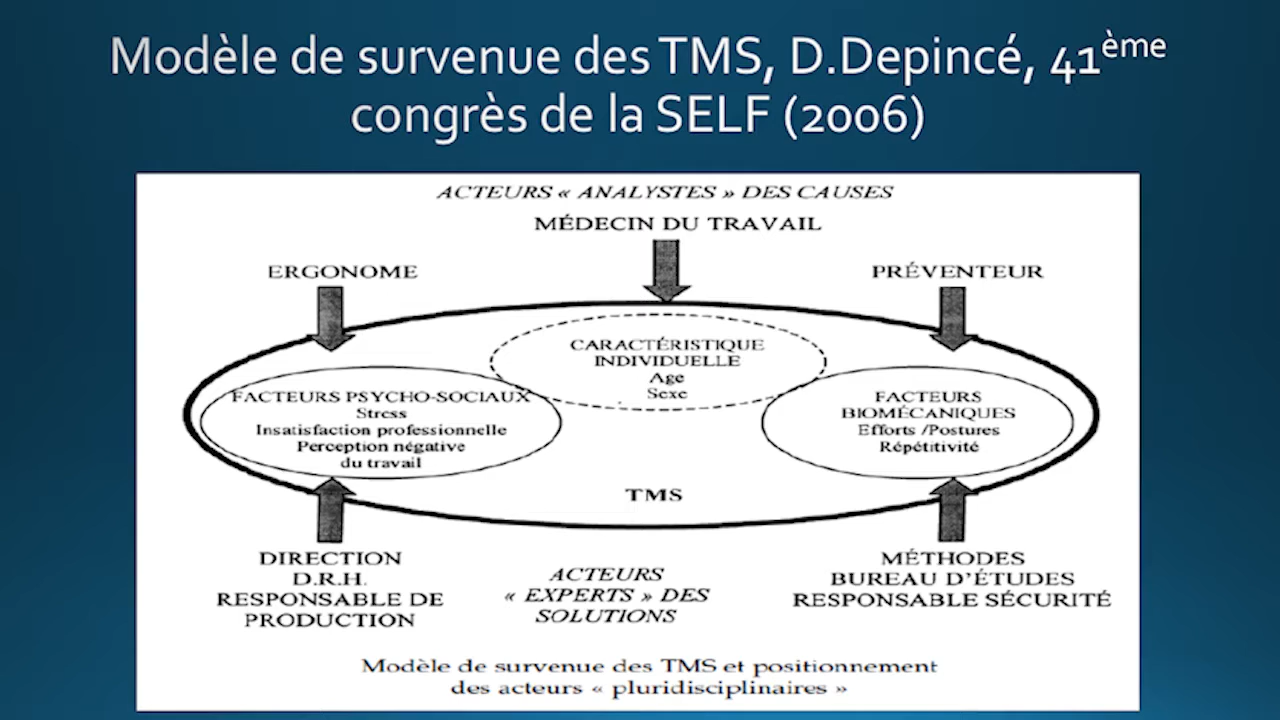 Modèle de survenue des TMS, D.Depincé, 41ème
congrès de la SELF (2006)
ACTEURS « ANALYSTES » DES CAUSES
MÉDECIN DU TRAVAIL
ERGONOME
PRÉVENTEUR
CARACTÉRISTIQUE
INDIVIDUELLE
Age
Sexe
FACTEURS PSYCHO-SOCIAUX
Stress
Insatisfaction professionnelle
Perception négative
du travail
FACTEURS
BIOMÉCANIQUES
Efforts /Postures
Répétitivité
TMS
DIRECTION
D.R.H.
RESPONSABLE DE
PRODUCTION
ACTEURS
« EXPERTS » DES
SOLUTIONS
MÉTHODES
BUREAU D'ÉTUDES
RESPONSABLE SÉCURITÉ
Modèle de survenue des TMS et positionnement
des acteurs « pluridisciplinaires »